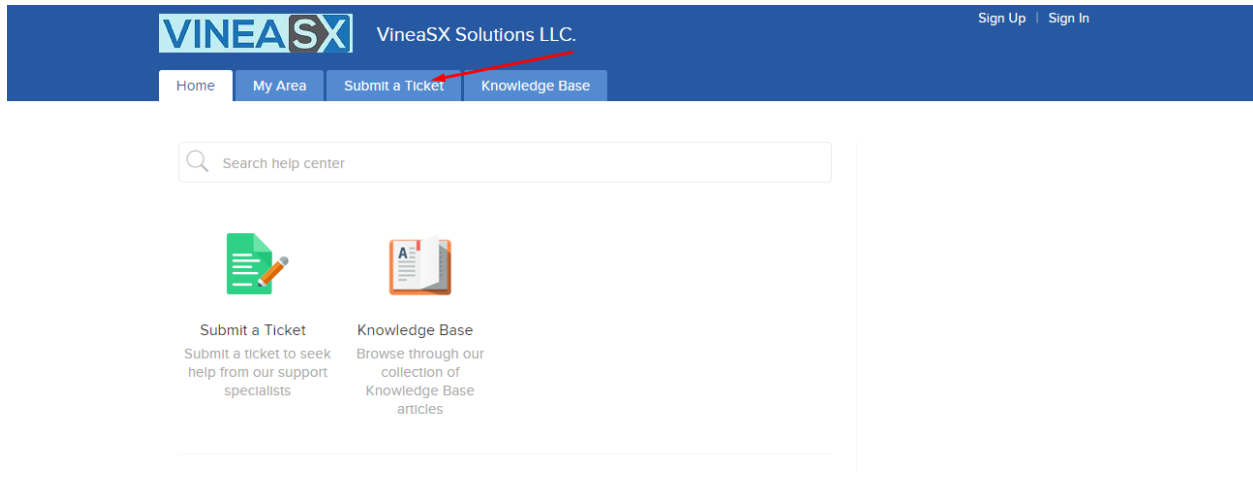 VINEASX
VineaSX Solutions LLC.
Sign Up | Sign In
Home
My Area
Submit a Ticket
Knowledge Base
Search help center
A
Submit a Ticket
Submit a ticket to seek
help from our support
specialists
Knowledge Base
Browse through our
collection of
Knowledge Base
articles